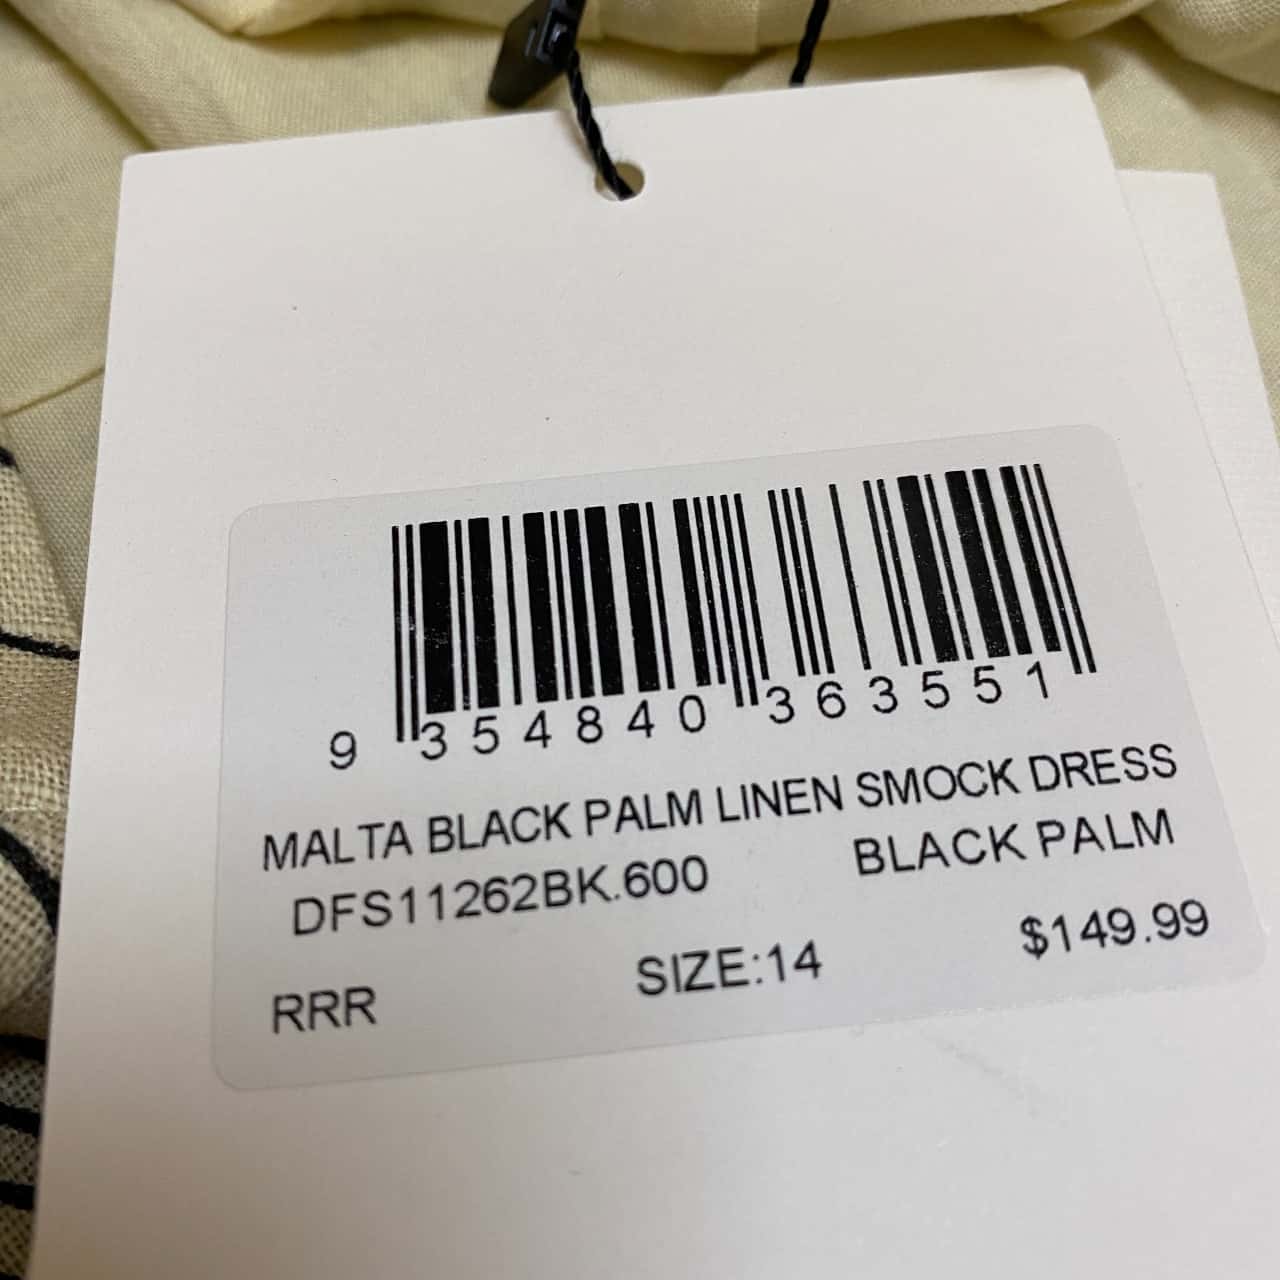 9 354840 363551
MALTA BLACK PALM LINEN SMOCK DRESS
DFS11262BK.600 BLACK PALM
RRR SIZE:14 $149.99